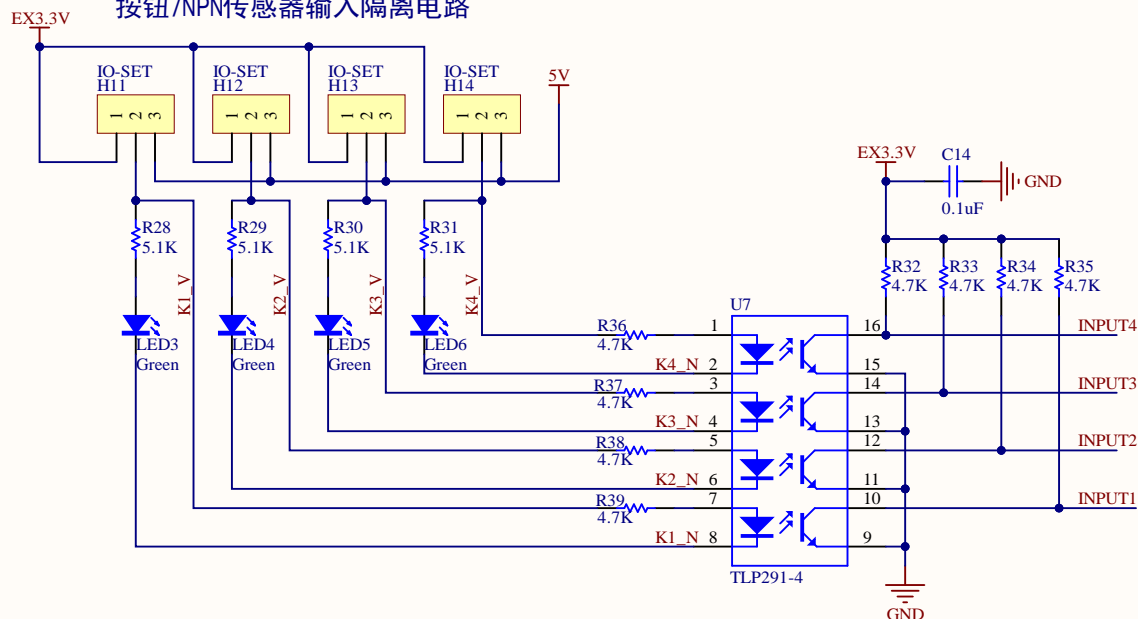 按钮/NPN传感器输入隔离电路
EX3.3V
IO-SET
H11
1 2 3
IO-SET
H12
1 2 3
IO-SET
H13
1 2 3
IO-SET
H14
1 2 3
5V
EX3.3V
C14
0.1uF
GND
R28
5.1K
R29
5.1K
R30
5.1K
R31
5.1K
K1_V
K2_V
K3_V
K4_V
LED3
Green
LED4
Green
LED5
Green
LED6
Green
R32
4.7K
R33
4.7K
R34
4.7K
R35
4.7K
U7
R36
4.7K
1
16
INPUT4
K4_N 2
15
R37
4.7K
3
14
INPUT3
K3_N 4
13
R38
4.7K
5
12
INPUT2
K2_N 6
11
R39
4.7K
7
10
INPUT1
K1_N 8
9
TLP291-4
GND